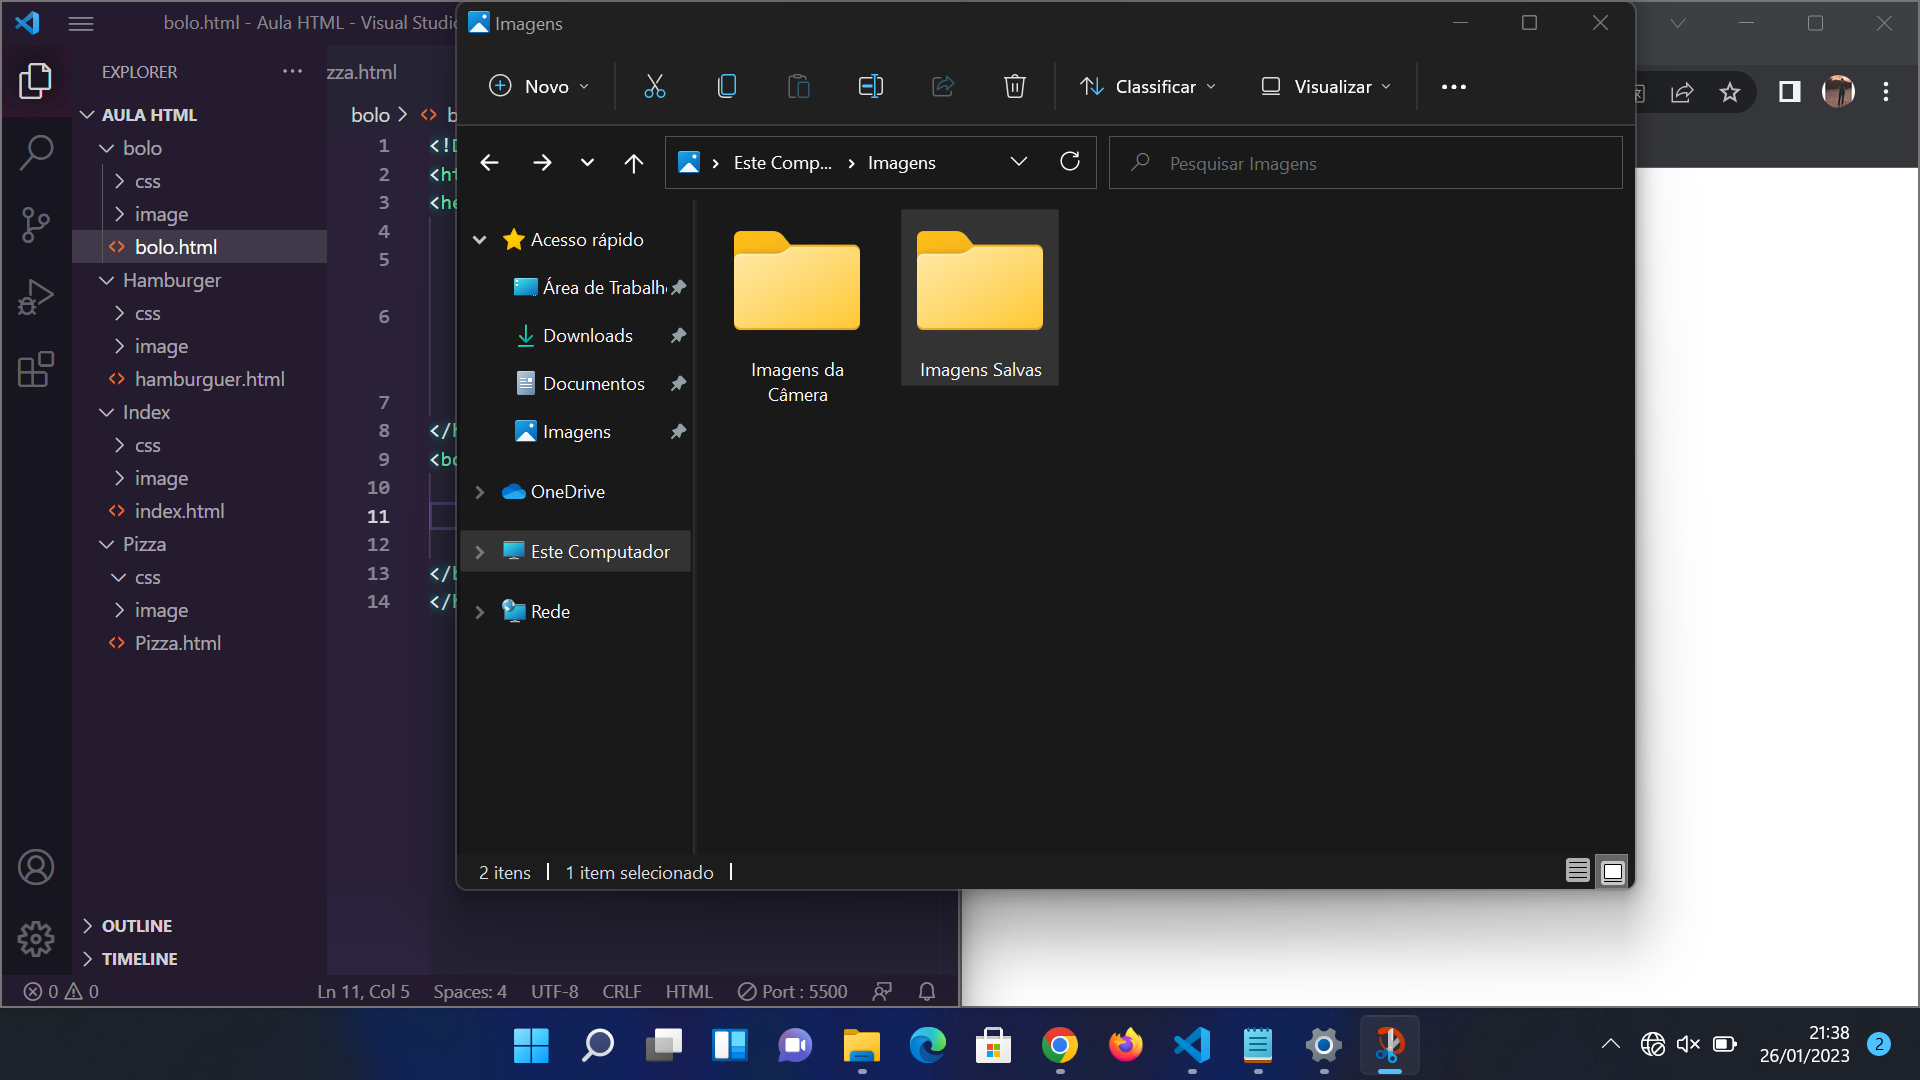 bolo.html - Aula HTML - Visual Studio
EXPLORER
AULA HTML
bolo
css
image
bolo.html
Hamburger
css
image
hamburguer.html
Index
css
image
index.html
Pizza
css
image
Pizza.html
OUTLINE
TIMELINE
zza.html
bolo > <> b
1 <!D
2 <ht
3 <he
4
5
6
7
8 </h
9 <bo
10
11
12
13 </b
14 </h
0 0
Ln 11, Col 5 Spaces: 4 UTF-8 CRLF HTML Port : 5500
Imagens
Novo Classificar Visualizar
Este Comp... Imagens
Pesquisar Imagens
Acesso rápido
Área de Trabalh
Downloads
Documentos
Imagens
OneDrive
Este Computador
Rede
Imagens da
Câmera
Imagens Salvas
2 itens 1 item selecionado
21:38
26/01/2023
2